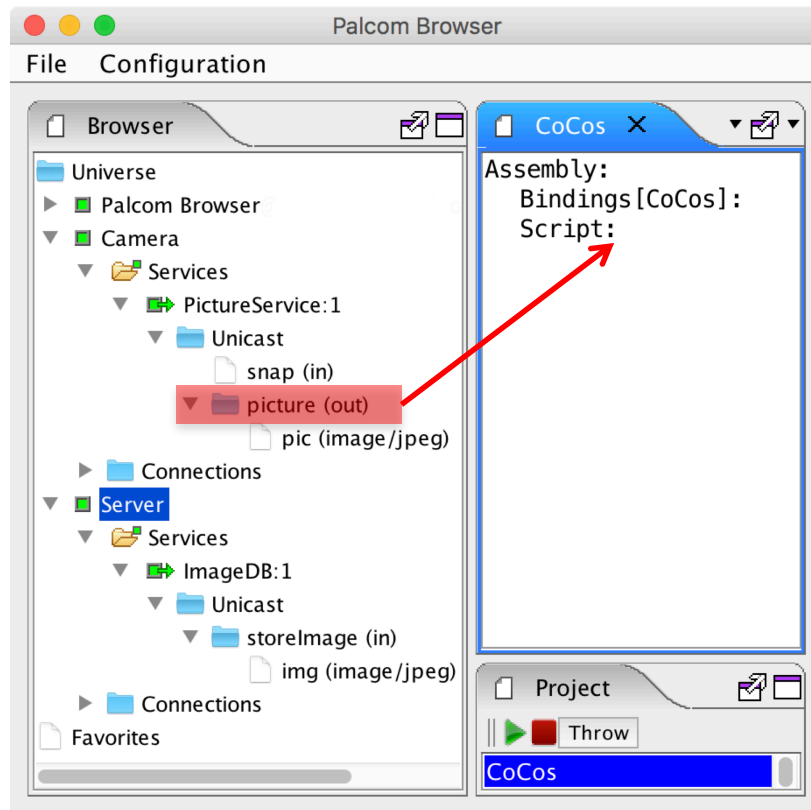 Palcom Browser
File Configuration
Browser
Universe
Palcom Browser
Camera
Services
PictureService:1
Unicast
snap (in)
picture (out)
pic (image/jpeg)
Connections
Server
Services
ImageDB:1
Unicast
storeImage (in)
img (image/jpeg)
Connections
Favorites
CoCos
Assembly:
Bindings[CoCos]:
Script:
Project
Throw
CoCos